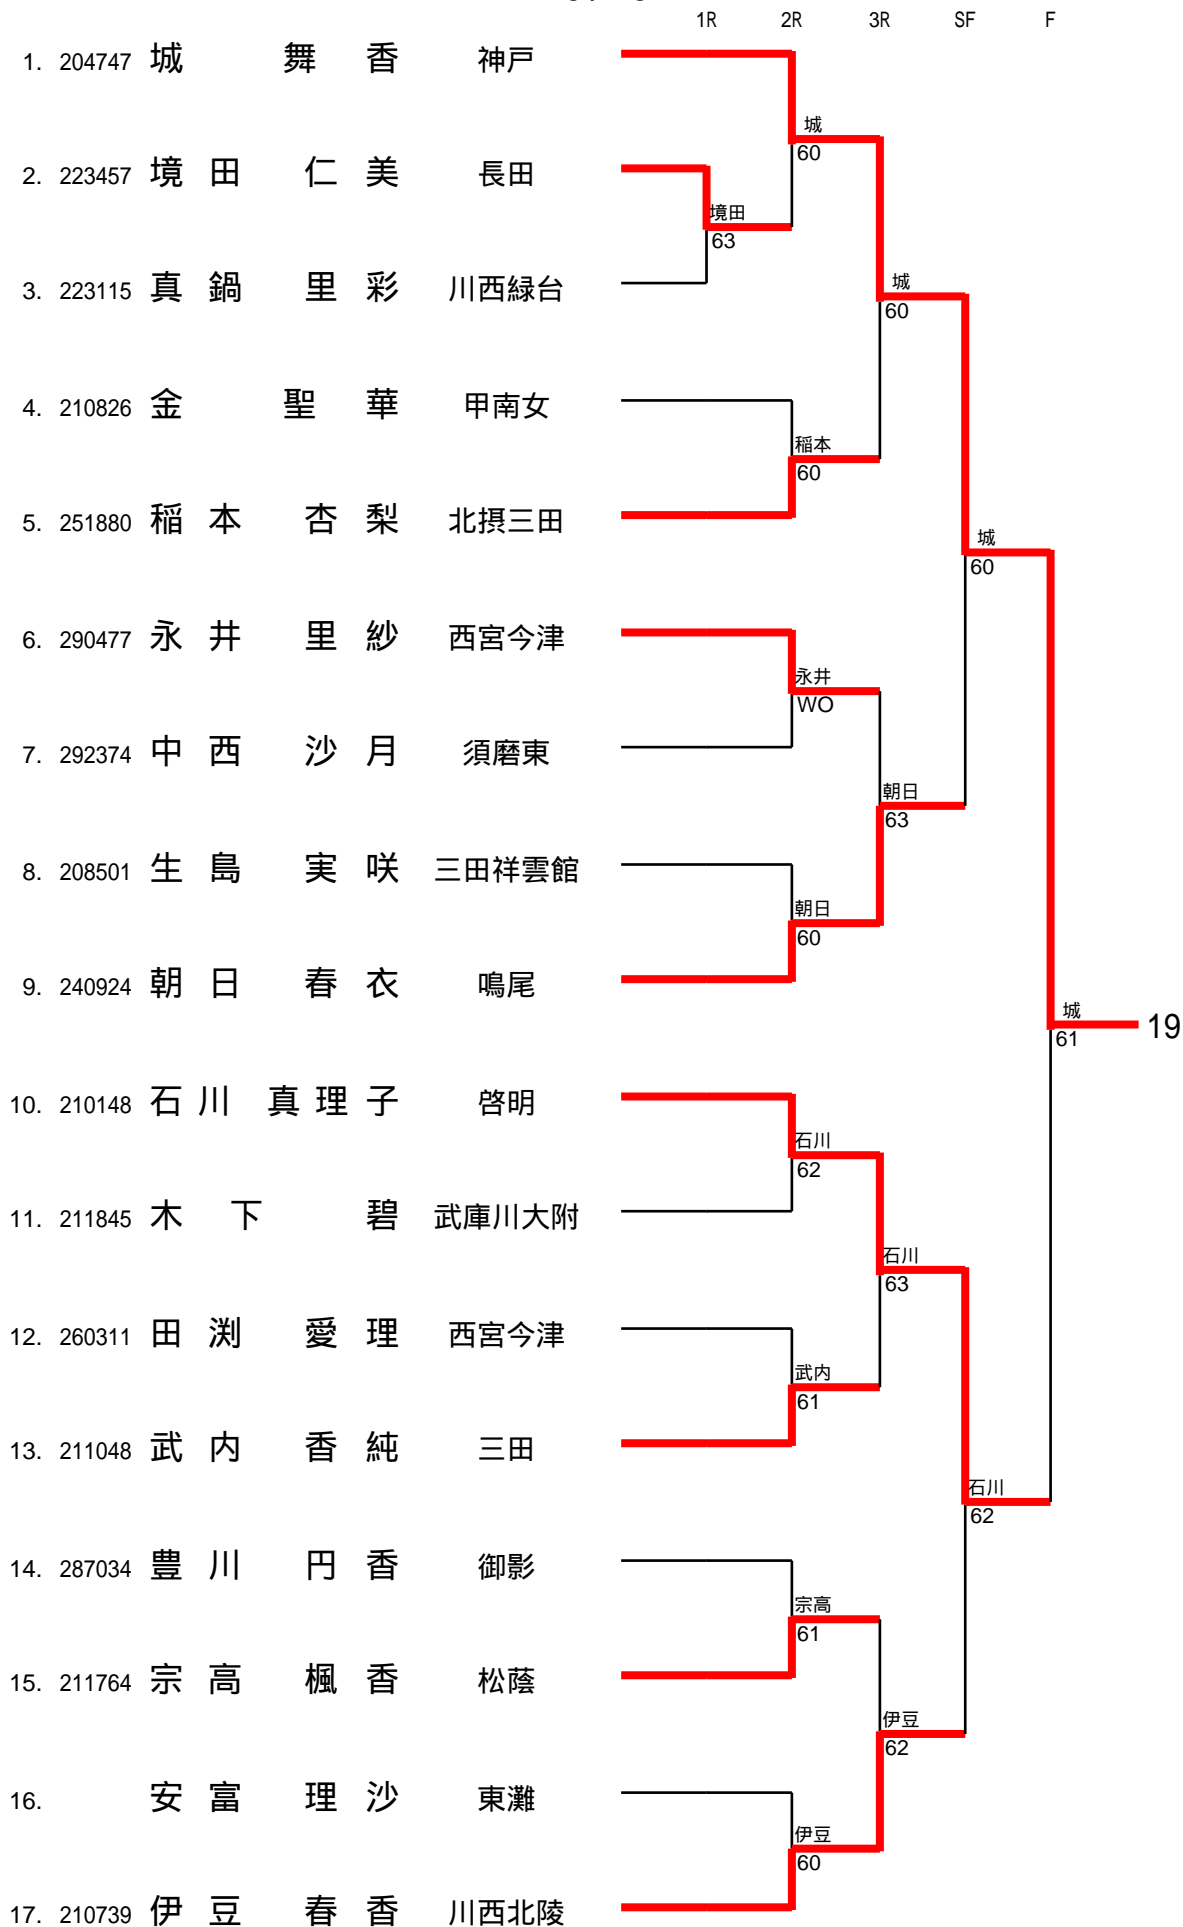 1R 2R 3R SF F
1. 204747 城 舞 香 神戸
城
60
2. 223457 境 田 仁 美 長田
境田
63
3. 223115 真 鍋 里 彩 川西緑台
城
60
4. 210826 金 聖 華 甲南女
稲本
60
5. 251880 稲 本 杏 梨 北摂三田
城
60
6. 290477 永 井 里 紗 西宮今津
永井
WO
7. 292374 中 西 沙 月 須磨東
朝日
63
8. 208501 生 島 実 咲 三田祥雲館
朝日
60
9. 240924 朝 日 春 衣 鳴尾
城
61
19
10. 210148 石 川 真 理 子 啓明
石川
62
11. 211845 木 下 碧 武庫川大附
石川
63
12. 260311 田 渕 愛 理 西宮今津
武内
61
13. 211048 武 内 香 純 三田
石川
62
14. 287034 豊 川 円 香 御影
宗高
61
15. 211764 宗 高 楓 香 松蔭
伊豆
62
16. 安 富 理 沙 東灘
伊豆
60
17. 210739 伊 豆 春 香 川西北陵